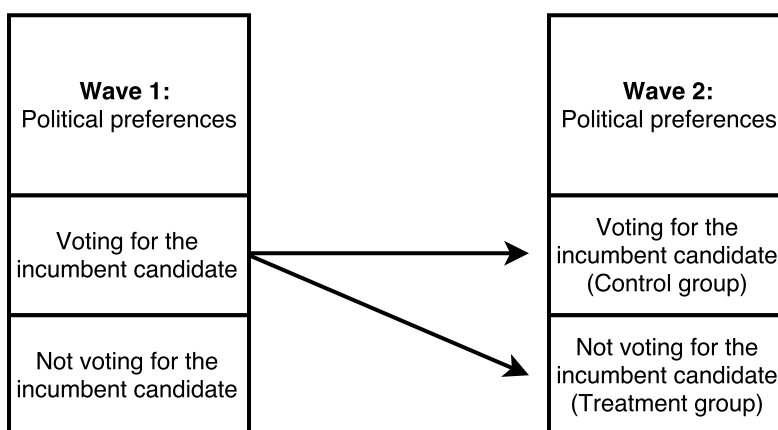 Wave 1:
Political preferences
Voting for the
incumbent candidate
Not voting for the
incumbent candidate
Wave 2:
Political preferences
Voting for the
incumbent candidate
(Control group)
Not voting for the
incumbent candidate
(Treatment group)